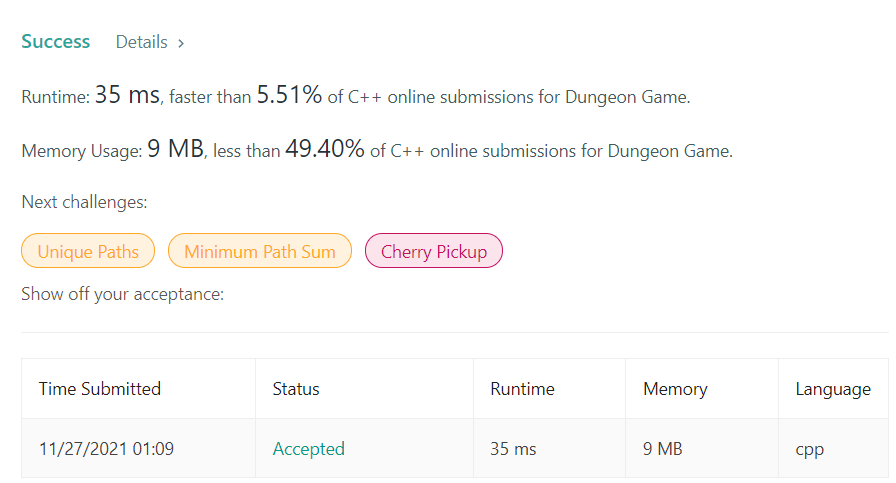 Success Details >
Runtime: 35 ms, faster than 5.51% of C++ online submissions for Dungeon Game.
Memory Usage: 9 MB, less than 49.40% of C++ online submissions for Dungeon Game.
Next challenges:
Unique Paths Minimum Path Sum Cherry Pickup
Show off your acceptance:
Time Submitted Status Runtime Memory Language
11/27/2021 01:09 Accepted 35 ms 9 MB cpp